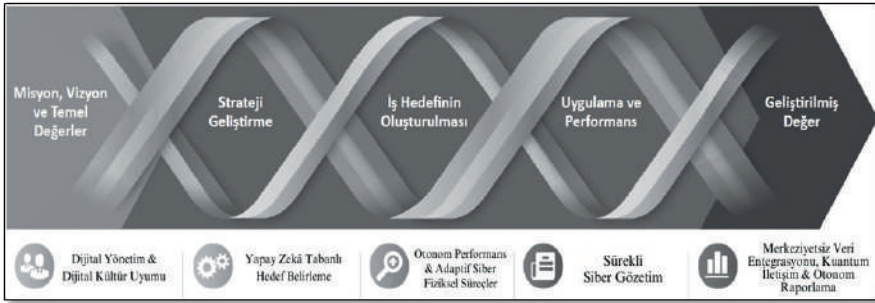 Misyon, Vizyon
ve Temel
Değerler
Strateji
Geliştirme
İş Hedefinin
Oluşturulması
Uygulama ve
Performans
Geliştirilmiş
Değer
Dijital Yönetim &
Dijital Kültür Uyumu
Yapay Zekâ Tabanlı
Hedef Belirleme
Otonom Performans
& Adaptif Siber
Fiziksel Süreçler
Sürekli
Siber Gözetim
Merkeziyetsiz Veri
Entegrasyonu, Kuantum
İletişim & Otonom
Raporlama